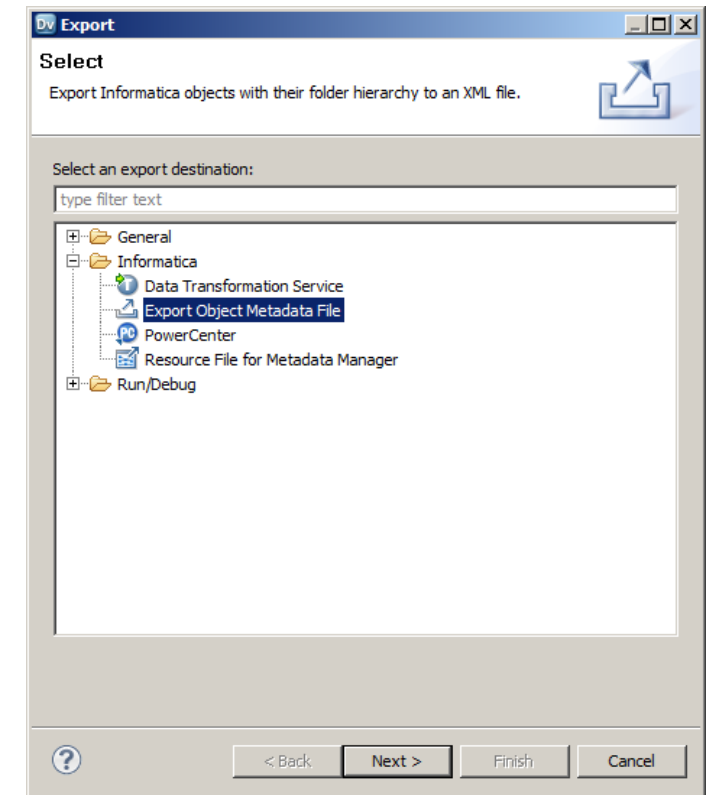 Dv Export
Select
Export Informatica objects with their folder hierarchy to an XML file.
Select an export destination:
type filter text
General
Informatica
Data Transformation Service
Export Object Metadata File
PC PowerCenter
Resource File for Metadata Manager
Run/Debug
? < Back Next > Finish Cancel